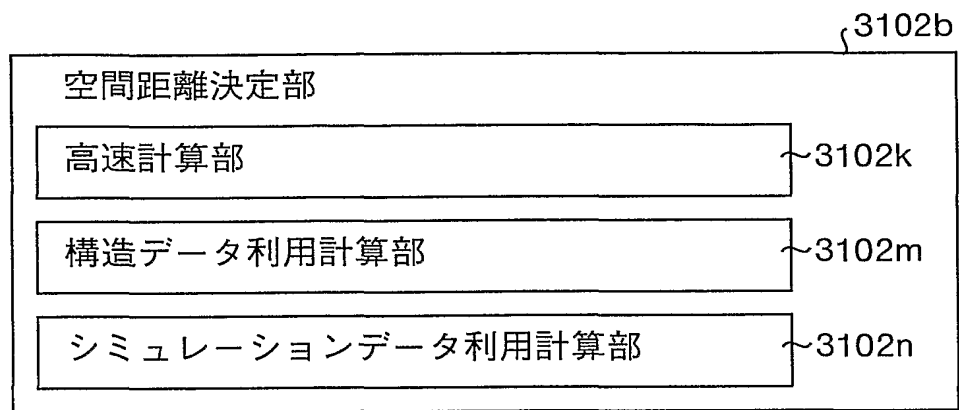 3102b
空間距離決定部
高速計算部 3102k
構造データ利用計算部 3102m
シミュレーションデータ利用計算部 3102n